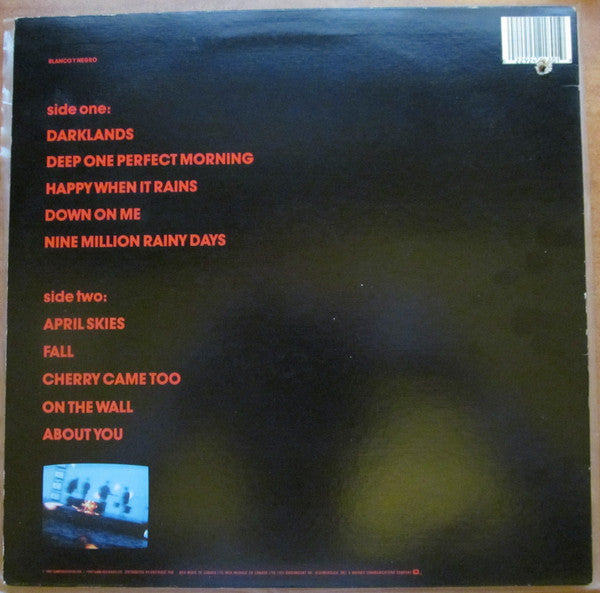 BLANCO Y NEGRO
side one:
DARKLANDS
DEEP ONE PERFECT MORNING
HAPPY WHEN IT RAINS
DOWN ON ME
NINE MILLION RAINY DAYS
side two:
APRIL SKIES
FALL
CHERRY CAME TOO
ON THE WALL
ABOUT YOU